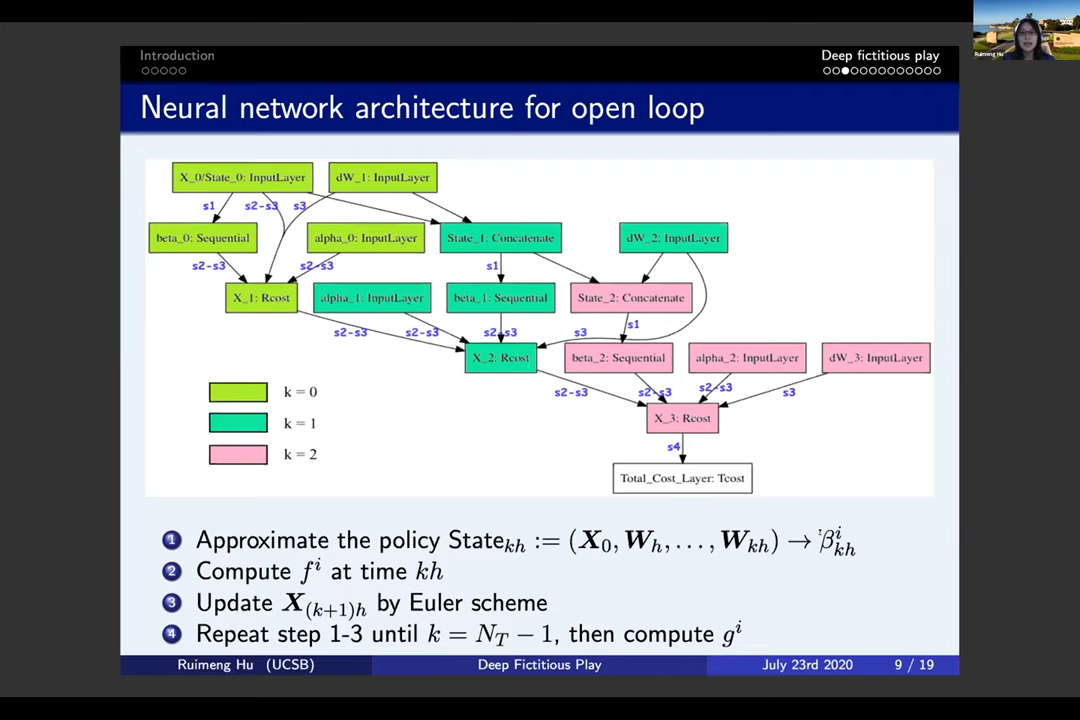 Introduction
Deep fictitious play
Ruimeng Hu
Neural network architecture for open loop
X_0/State_0: InputLayer
dW_1: InputLayer
s1
s2-s3
s3
beta_0: Sequential
alpha_0: InputLayer
State_1: Concatenate
dW_2: InputLayer
s2-s3
s2-s3
s1
X_1: Rcost
alpha_1: InputLayer
beta_1: Sequential
State_2: Concatenate
s2-s3
s2-s3
s2-s3
s3
s1
X_2: Rcost
beta_2: Sequential
alpha_2: InputLayer
dW_3: InputLayer
s2-s3
s2-s3
s2-s3
s3
k = 0
k = 1
k = 2
X_3: Rcost
s4
Total_Cost_Layer: Tcost
1 Approximate the policy State_{kh} := (X_0, W_h, . . . , W_{kh}) → β^i_{kh}
2 Compute f^i at time kh
3 Update X_{(k+1)h} by Euler scheme
4 Repeat step 1-3 until k = N_T − 1, then compute g^i
Ruimeng Hu (UCSB)
Deep Fictitious Play
July 23rd 2020
9 / 19